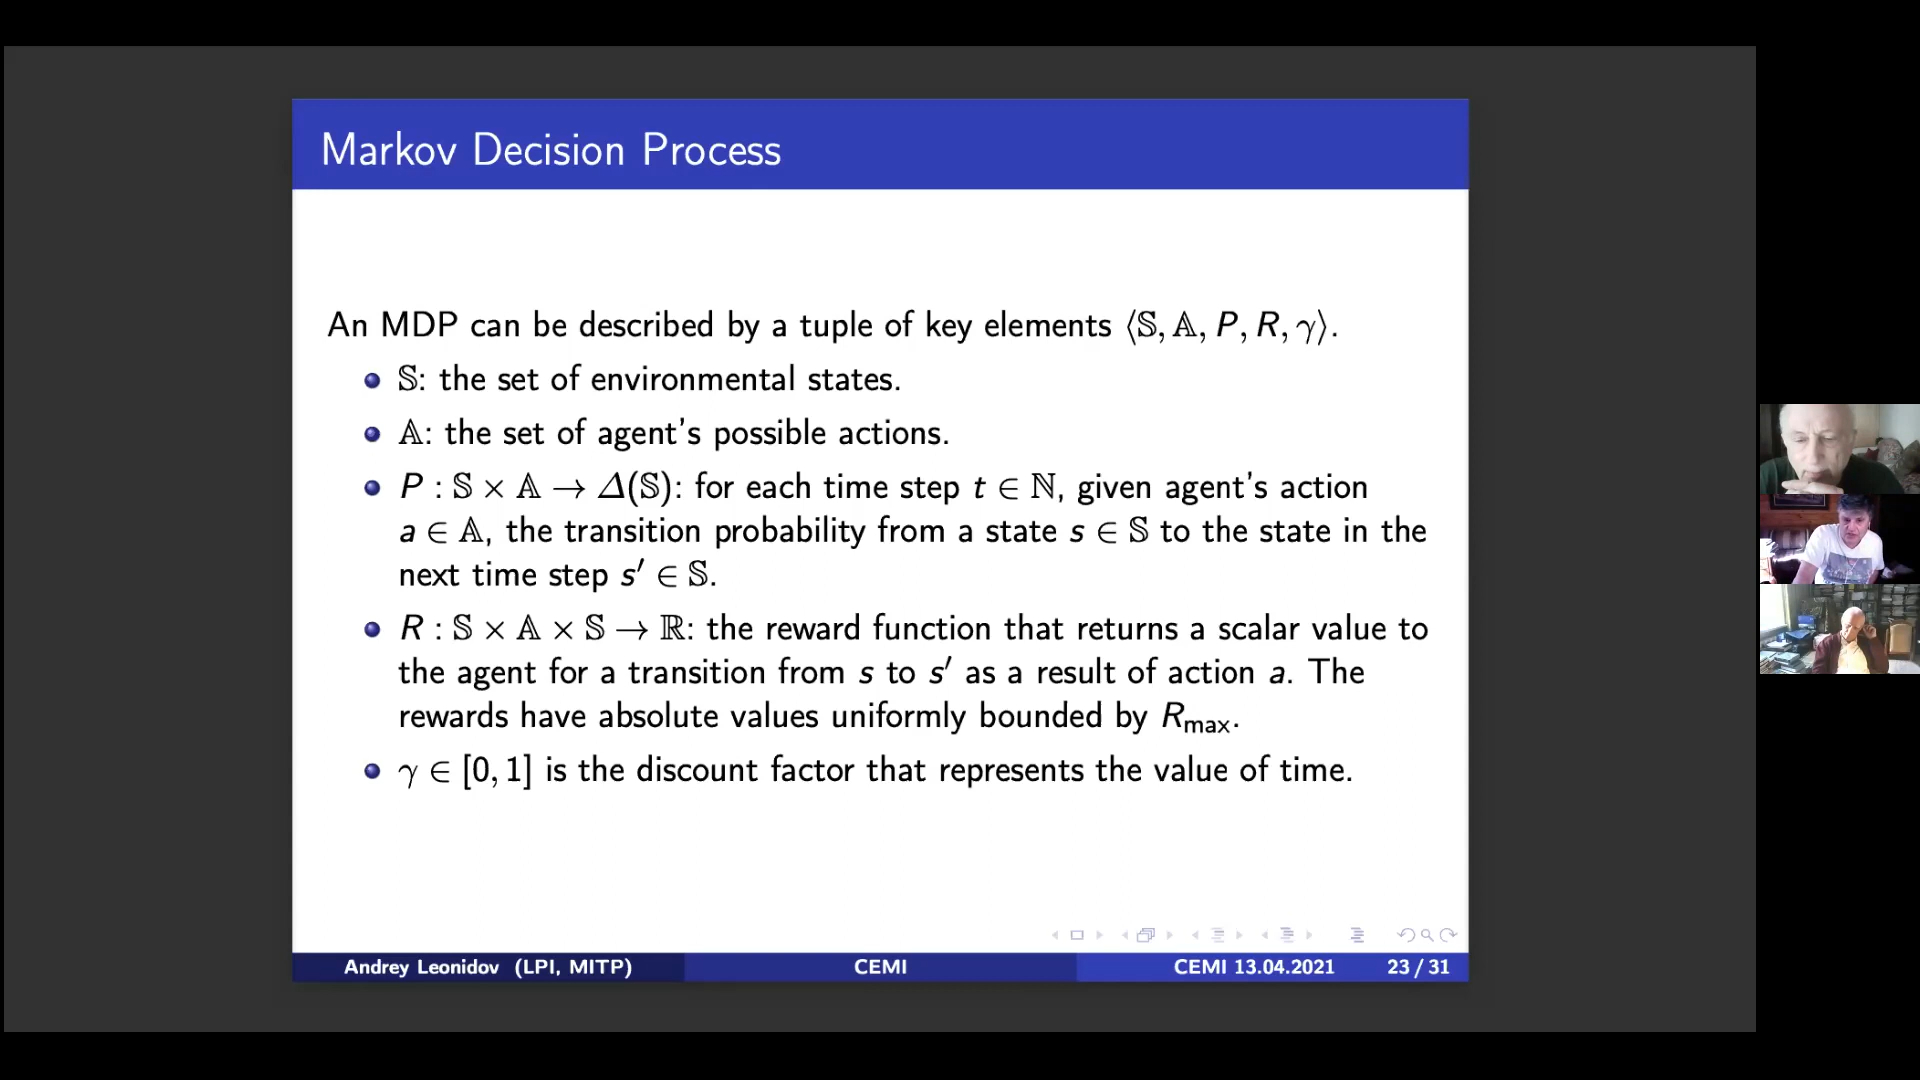 Markov Decision Process
An MDP can be described by a tuple of key elements ⟨𝕊, 𝔸, P, R, γ⟩.
𝕊: the set of environmental states.
𝔸: the set of agent's possible actions.
P : 𝕊 × 𝔸 → Δ(𝕊): for each time step t ∈ ℕ, given agent's action
a ∈ 𝔸, the transition probability from a state s ∈ 𝕊 to the state in the
next time step s′ ∈ 𝕊.
R : 𝕊 × 𝔸 × 𝕊 → ℝ: the reward function that returns a scalar value to
the agent for a transition from s to s′ as a result of action a. The
rewards have absolute values uniformly bounded by R_max.
γ ∈ [0, 1] is the discount factor that represents the value of time.
Andrey Leonidov (LPI, MITP) CEMI CEMI 13.04.2021 23 / 31